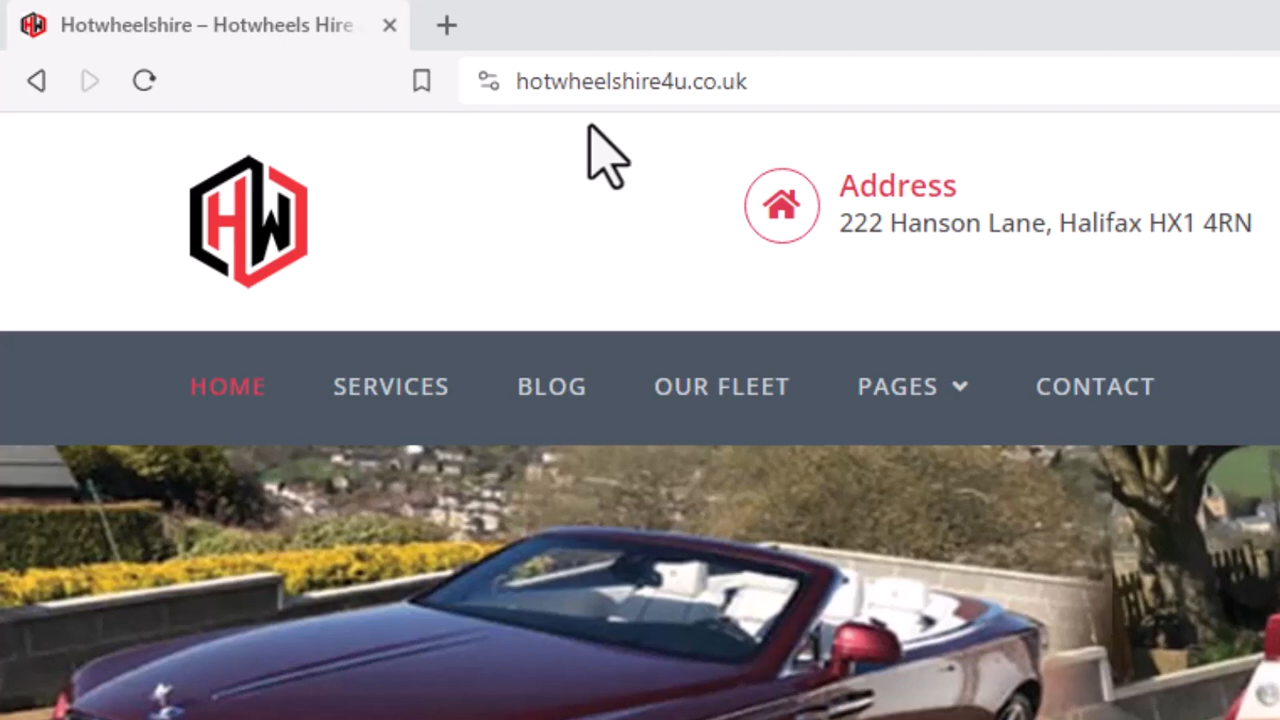 Hotwheelshire – Hotwheels Hire
hotwheelshire4u.co.uk
HW
Address
222 Hanson Lane, Halifax HX1 4RN
HOME SERVICES BLOG OUR FLEET PAGES CONTACT